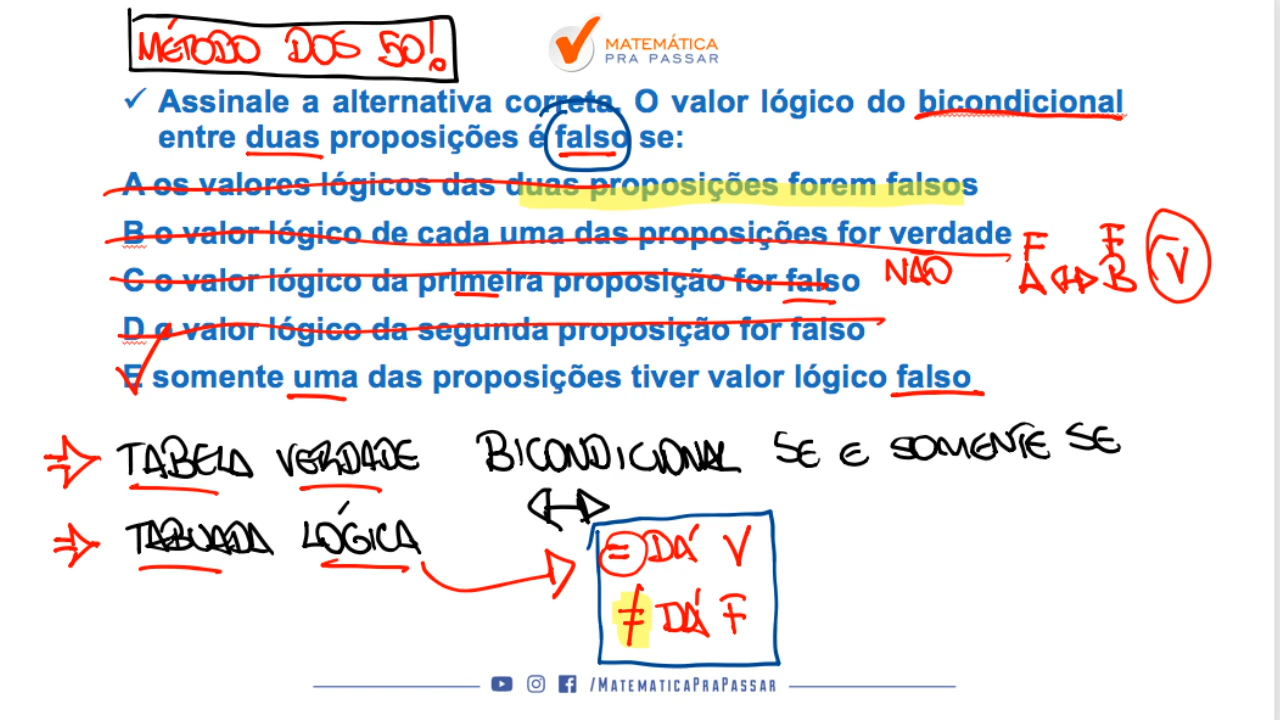 MÉTODO DOS 50!
MATEMÁTICA
PRA PASSAR
✓ Assinale a alternativa correta. O valor lógico do bicondicional
entre duas proposições é falso se:
A os valores lógicos das duas proposições forem falsos
B o valor lógico de cada uma das proposições for verdade
F F
A ↔ B V
C o valor lógico da primeira proposição for falso NÃO
D o valor lógico da segunda proposição for falso
E somente uma das proposições tiver valor lógico falso
⇒ TABELA VERDADE BICONDICIONAL SE E SOMENTE SE
↔
⇒ TABUADA LÓGICA
= DÁ V
≠ DÁ F
/MATEMATICAPRAPASSAR